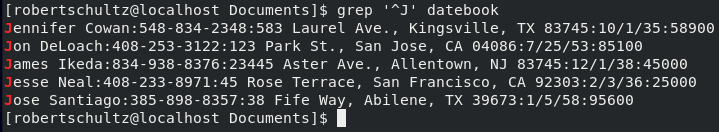 [robertschultz@localhost Documents]$ grep '^J' datebook
Jennifer Cowan:548-834-2348:583 Laurel Ave., Kingsville, TX 83745:10/1/35:58900
Jon DeLoach:408-253-3122:123 Park St., San Jose, CA 04086:7/25/53:85100
James Ikeda:834-938-8376:23445 Aster Ave., Allentown, NJ 83745:12/1/38:45000
Jesse Neal:408-233-8971:45 Rose Terrace, San Francisco, CA 92303:2/3/36:25000
Jose Santiago:385-898-8357:38 Fife Way, Abilene, TX 39673:1/5/58:95600
[robertschultz@localhost Documents]$